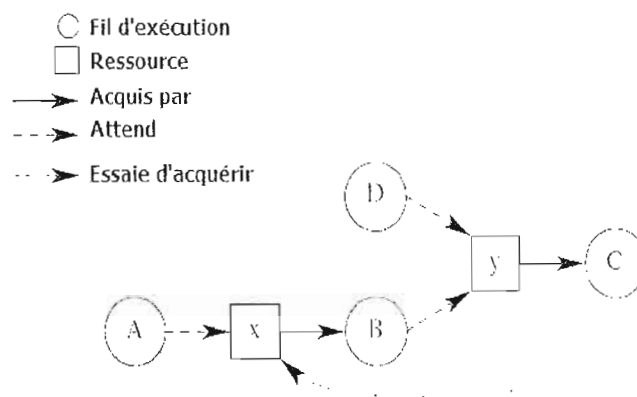 Fil d'exécution
Ressource
Acquis par
Attend
Essaie d'acquérir
D
y
C
A
x
B